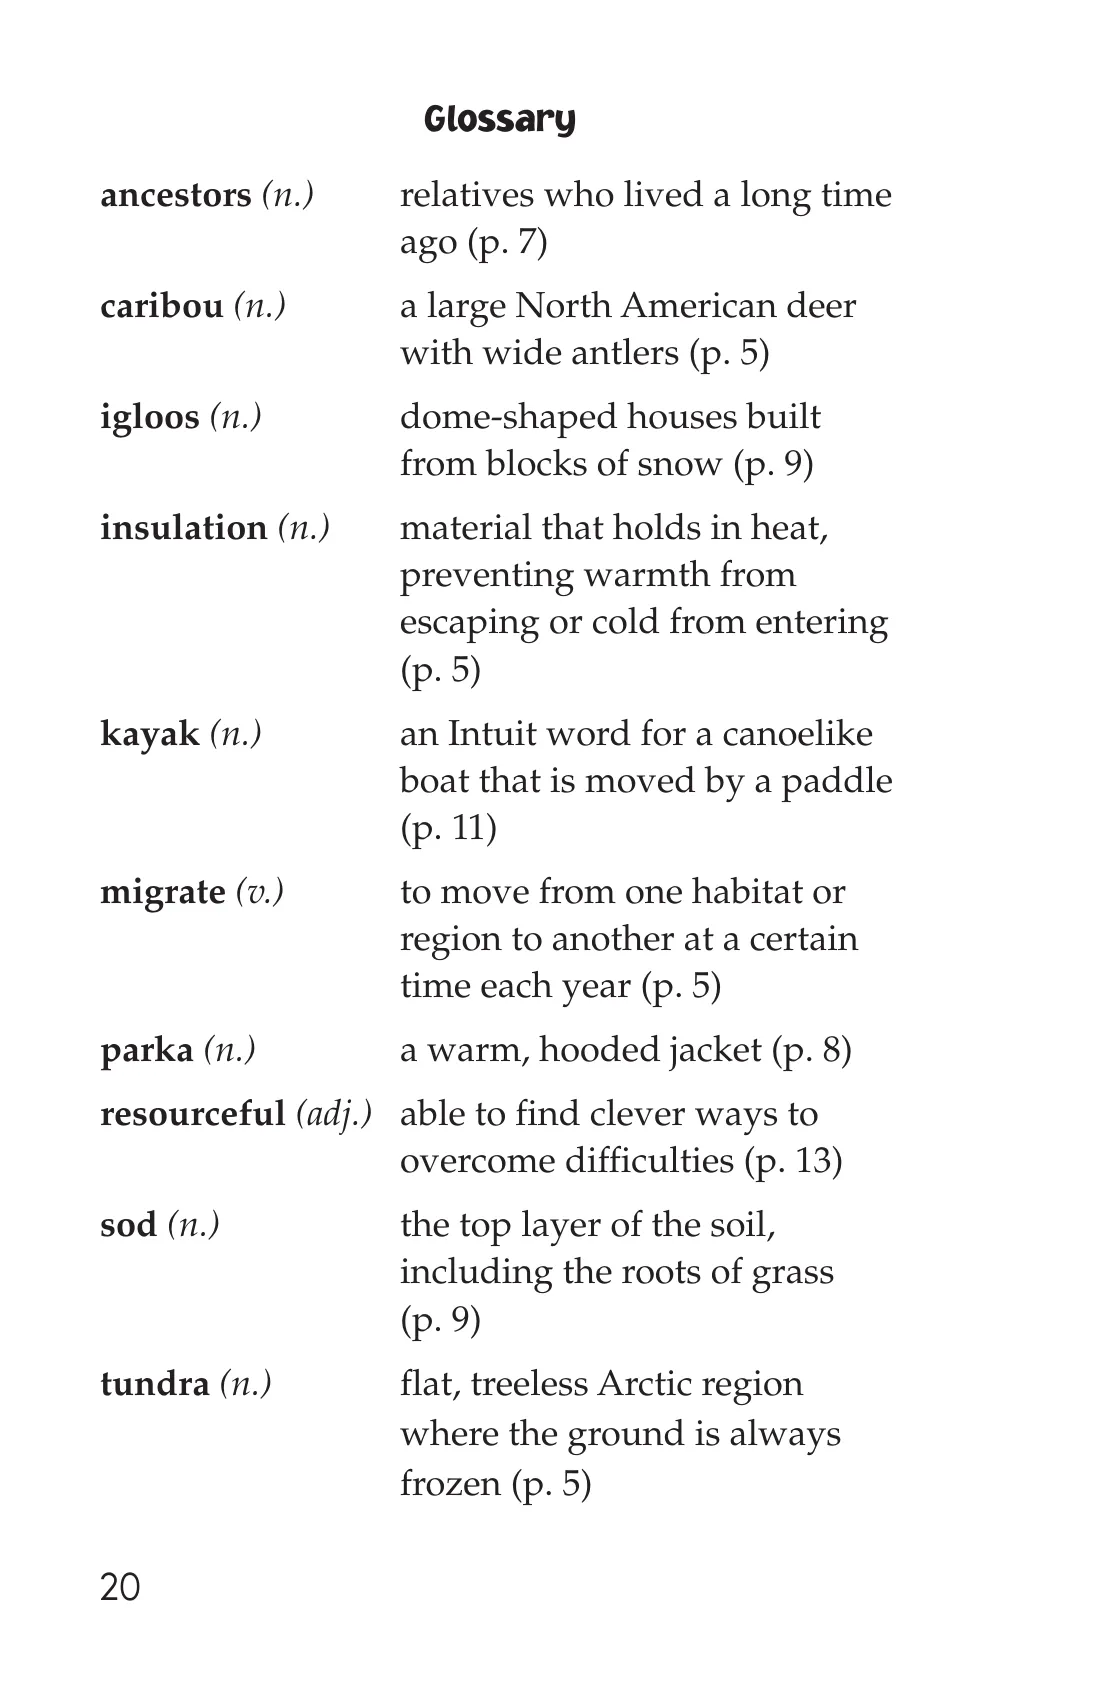 Glossary
ancestors (n.) relatives who lived a long time
ago (p. 7)
caribou (n.) a large North American deer
with wide antlers (p. 5)
igloos (n.) dome-shaped houses built
from blocks of snow (p. 9)
insulation (n.) material that holds in heat,
preventing warmth from
escaping or cold from entering
(p. 5)
kayak (n.) an Intuit word for a canoelike
boat that is moved by a paddle
(p. 11)
migrate (v.) to move from one habitat or
region to another at a certain
time each year (p. 5)
parka (n.) a warm, hooded jacket (p. 8)
resourceful (adj.) able to find clever ways to
overcome difficulties (p. 13)
sod (n.) the top layer of the soil,
including the roots of grass
(p. 9)
tundra (n.) flat, treeless Arctic region
where the ground is always
frozen (p. 5)
20